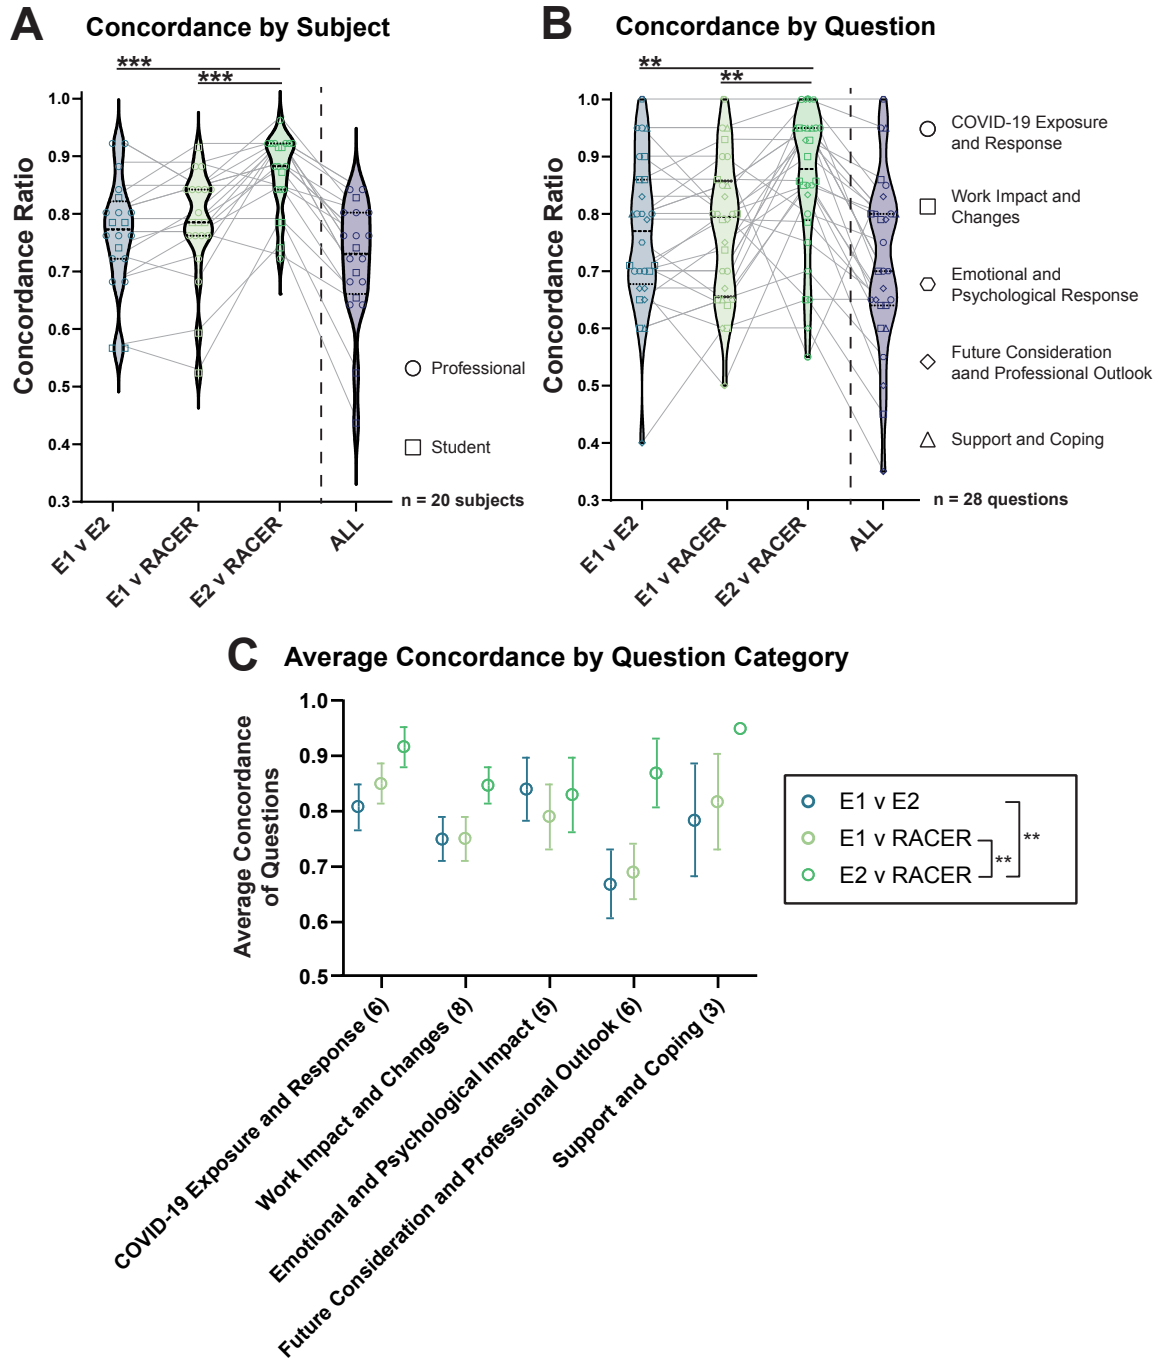 A Concordance by Subject
***
***
Concordance Ratio
1.0
0.9
0.8
0.7
0.6
0.5
0.4
0.3
E1 v E2
E1 v RACER
E2 v RACER
ALL
Professional
Student
n = 20 subjects
B Concordance by Question
**
**
Concordance Ratio
1.0
0.9
0.8
0.7
0.6
0.5
0.4
0.3
E1 v E2
E1 v RACER
E2 v RACER
ALL
COVID-19 Exposure
and Response
Work Impact and
Changes
Emotional and
Psychological Response
Future Consideration
aand Professional Outlook
Support and Coping
n = 28 questions
C Average Concordance by Question Category
Average Concordance
of Questions
1.0
0.9
0.8
0.7
0.6
0.5
COVID-19 Exposure and Response (6)
Work Impact and Changes (8)
Emotional and Psychological Impact (5)
Future Consideration and Professional Outlook (6)
Support and Coping (3)
E1 v E2
E1 v RACER
E2 v RACER
**
**